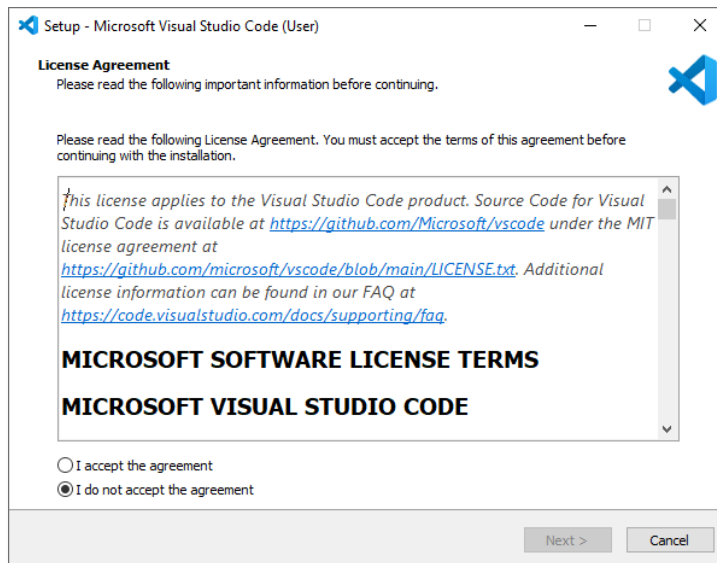 Setup - Microsoft Visual Studio Code (User)
License Agreement
Please read the following important information before continuing.
Please read the following License Agreement. You must accept the terms of this agreement before
continuing with the installation.
This license applies to the Visual Studio Code product. Source Code for Visual
Studio Code is available at https://github.com/Microsoft/vscode under the MIT
license agreement at
https://github.com/microsoft/vscode/blob/main/LICENSE.txt. Additional
license information can be found in our FAQ at
https://code.visualstudio.com/docs/supporting/faq.
MICROSOFT SOFTWARE LICENSE TERMS
MICROSOFT VISUAL STUDIO CODE
I accept the agreement
I do not accept the agreement
Next >
Cancel